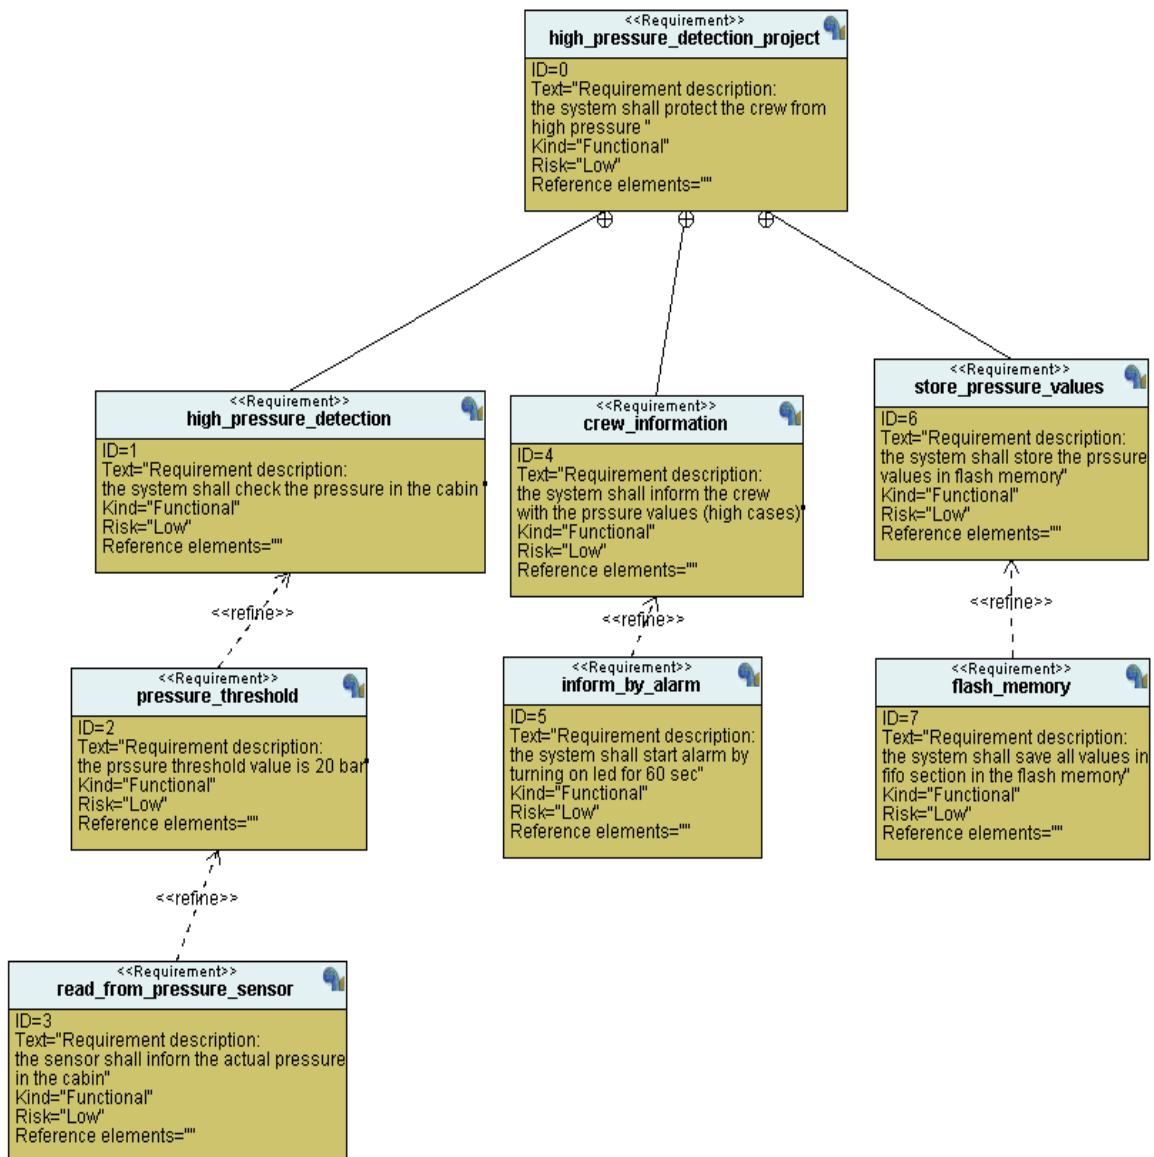 <<Requirement>>
high_pressure_detection_project
ID=0
Text="Requirement description:
the system shall protect the crew from
high pressure "
Kind="Functional"
Risk="Low"
Reference elements=""
<<Requirement>>
high_pressure_detection
ID=1
Text="Requirement description:
the system shall check the pressure in the cabin
Kind="Functional"
Risk="Low"
Reference elements=""
<<Requirement>>
crew_information
ID=4
Text="Requirement description:
the system shall inform the crew
with the prssure values (high cases)
Kind="Functional"
Risk="Low"
Reference elements=""
<<Requirement>>
store_pressure_values
ID=6
Text="Requirement description:
the system shall store the prssure
values in flash memory"
Kind="Functional"
Risk="Low"
Reference elements=""
<<refine>>
<<refine>>
<<refine>>
<<Requirement>>
pressure_threshold
ID=2
Text="Requirement description:
the prssure threshold value is 20 bar
Kind="Functional"
Risk="Low"
Reference elements=""
<<Requirement>>
inform_by_alarm
ID=5
Text="Requirement description:
the system shall start alarm by
turning on led for 60 sec"
Kind="Functional"
Risk="Low"
Reference elements=""
<<Requirement>>
flash_memory
ID=7
Text="Requirement description:
the system shall save all values in
fifo section in the flash memory"
Kind="Functional"
Risk="Low"
Reference elements=""
<<refine>>
<<Requirement>>
read_from_pressure_sensor
ID=3
Text="Requirement description:
the sensor shall inforn the actual pressure
in the cabin"
Kind="Functional"
Risk="Low"
Reference elements=""